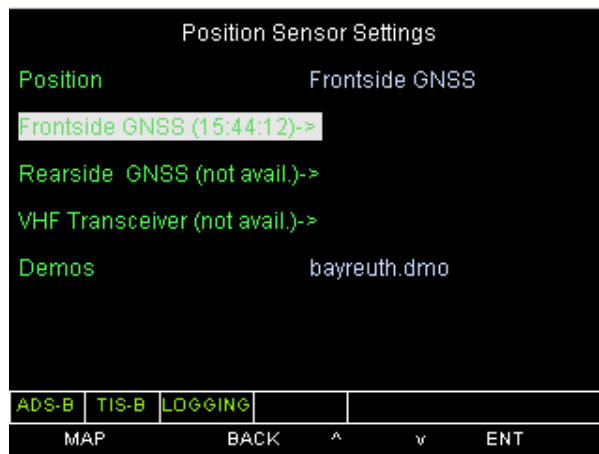 Position Sensor Settings
Position Frontside GNSS
Frontside GNSS (15:44:12)->
Rearside GNSS (not avail.)->
VHF Transceiver (not avail.)->
Demos bayreuth.dmo
ADS-B TIS-B LOGGING
MAP BACK ^ v ENT